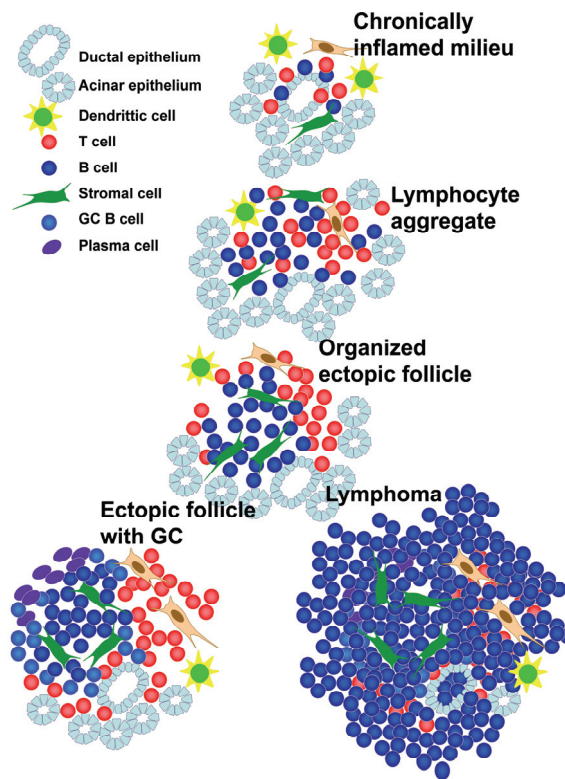 Chronically
inflamed milieu
Ductal epithelium
Acinar epithelium
Dendrittic cell
T cell
B cell
Stromal cell
GC B cell
Plasma cell
Lymphocyte
aggregate
Organized
ectopic follicle
Ectopic follicle
with GC
Lymphoma